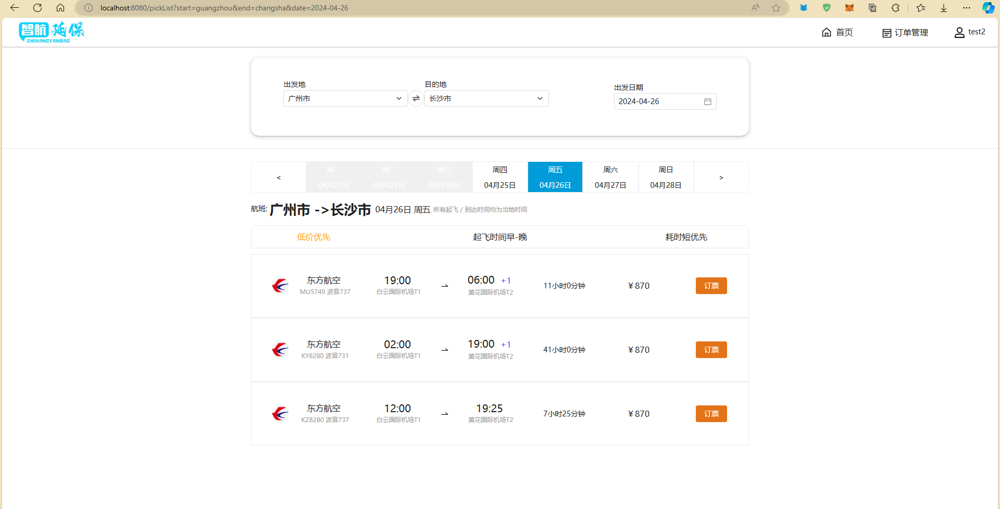 localhost:8080/pickList?start=guangzhou&end=changsha&date=2024-04-26
智航延保
ZHIHANGYANBAO
首页
订单管理
test2
出发地
目的地
出发日期
广州市
长沙市
2024-04-26
<
周一
04月22日
周二
04月23日
周三
04月24日
周四
04月25日
周五
04月26日
周六
04月27日
周日
04月28日
>
航班: 广州市 ->长沙市 04月26日 周五 所有起飞 / 到达时间均为当地时间
低价优先 起飞时间早-晚 耗时短优先
东方航空 19:00 06:00 +1 11小时0分钟 ¥870 订票
MU5749 波音737 白云国际机场T1 黄花国际机场T2
东方航空 02:00 19:00 +1 41小时0分钟 ¥870 订票
KY8280 波音731 白云国际机场T1 黄花国际机场T2
东方航空 12:00 19:25 7小时25分钟 ¥870 订票
KZ8280 波音737 白云国际机场T1 黄花国际机场T2